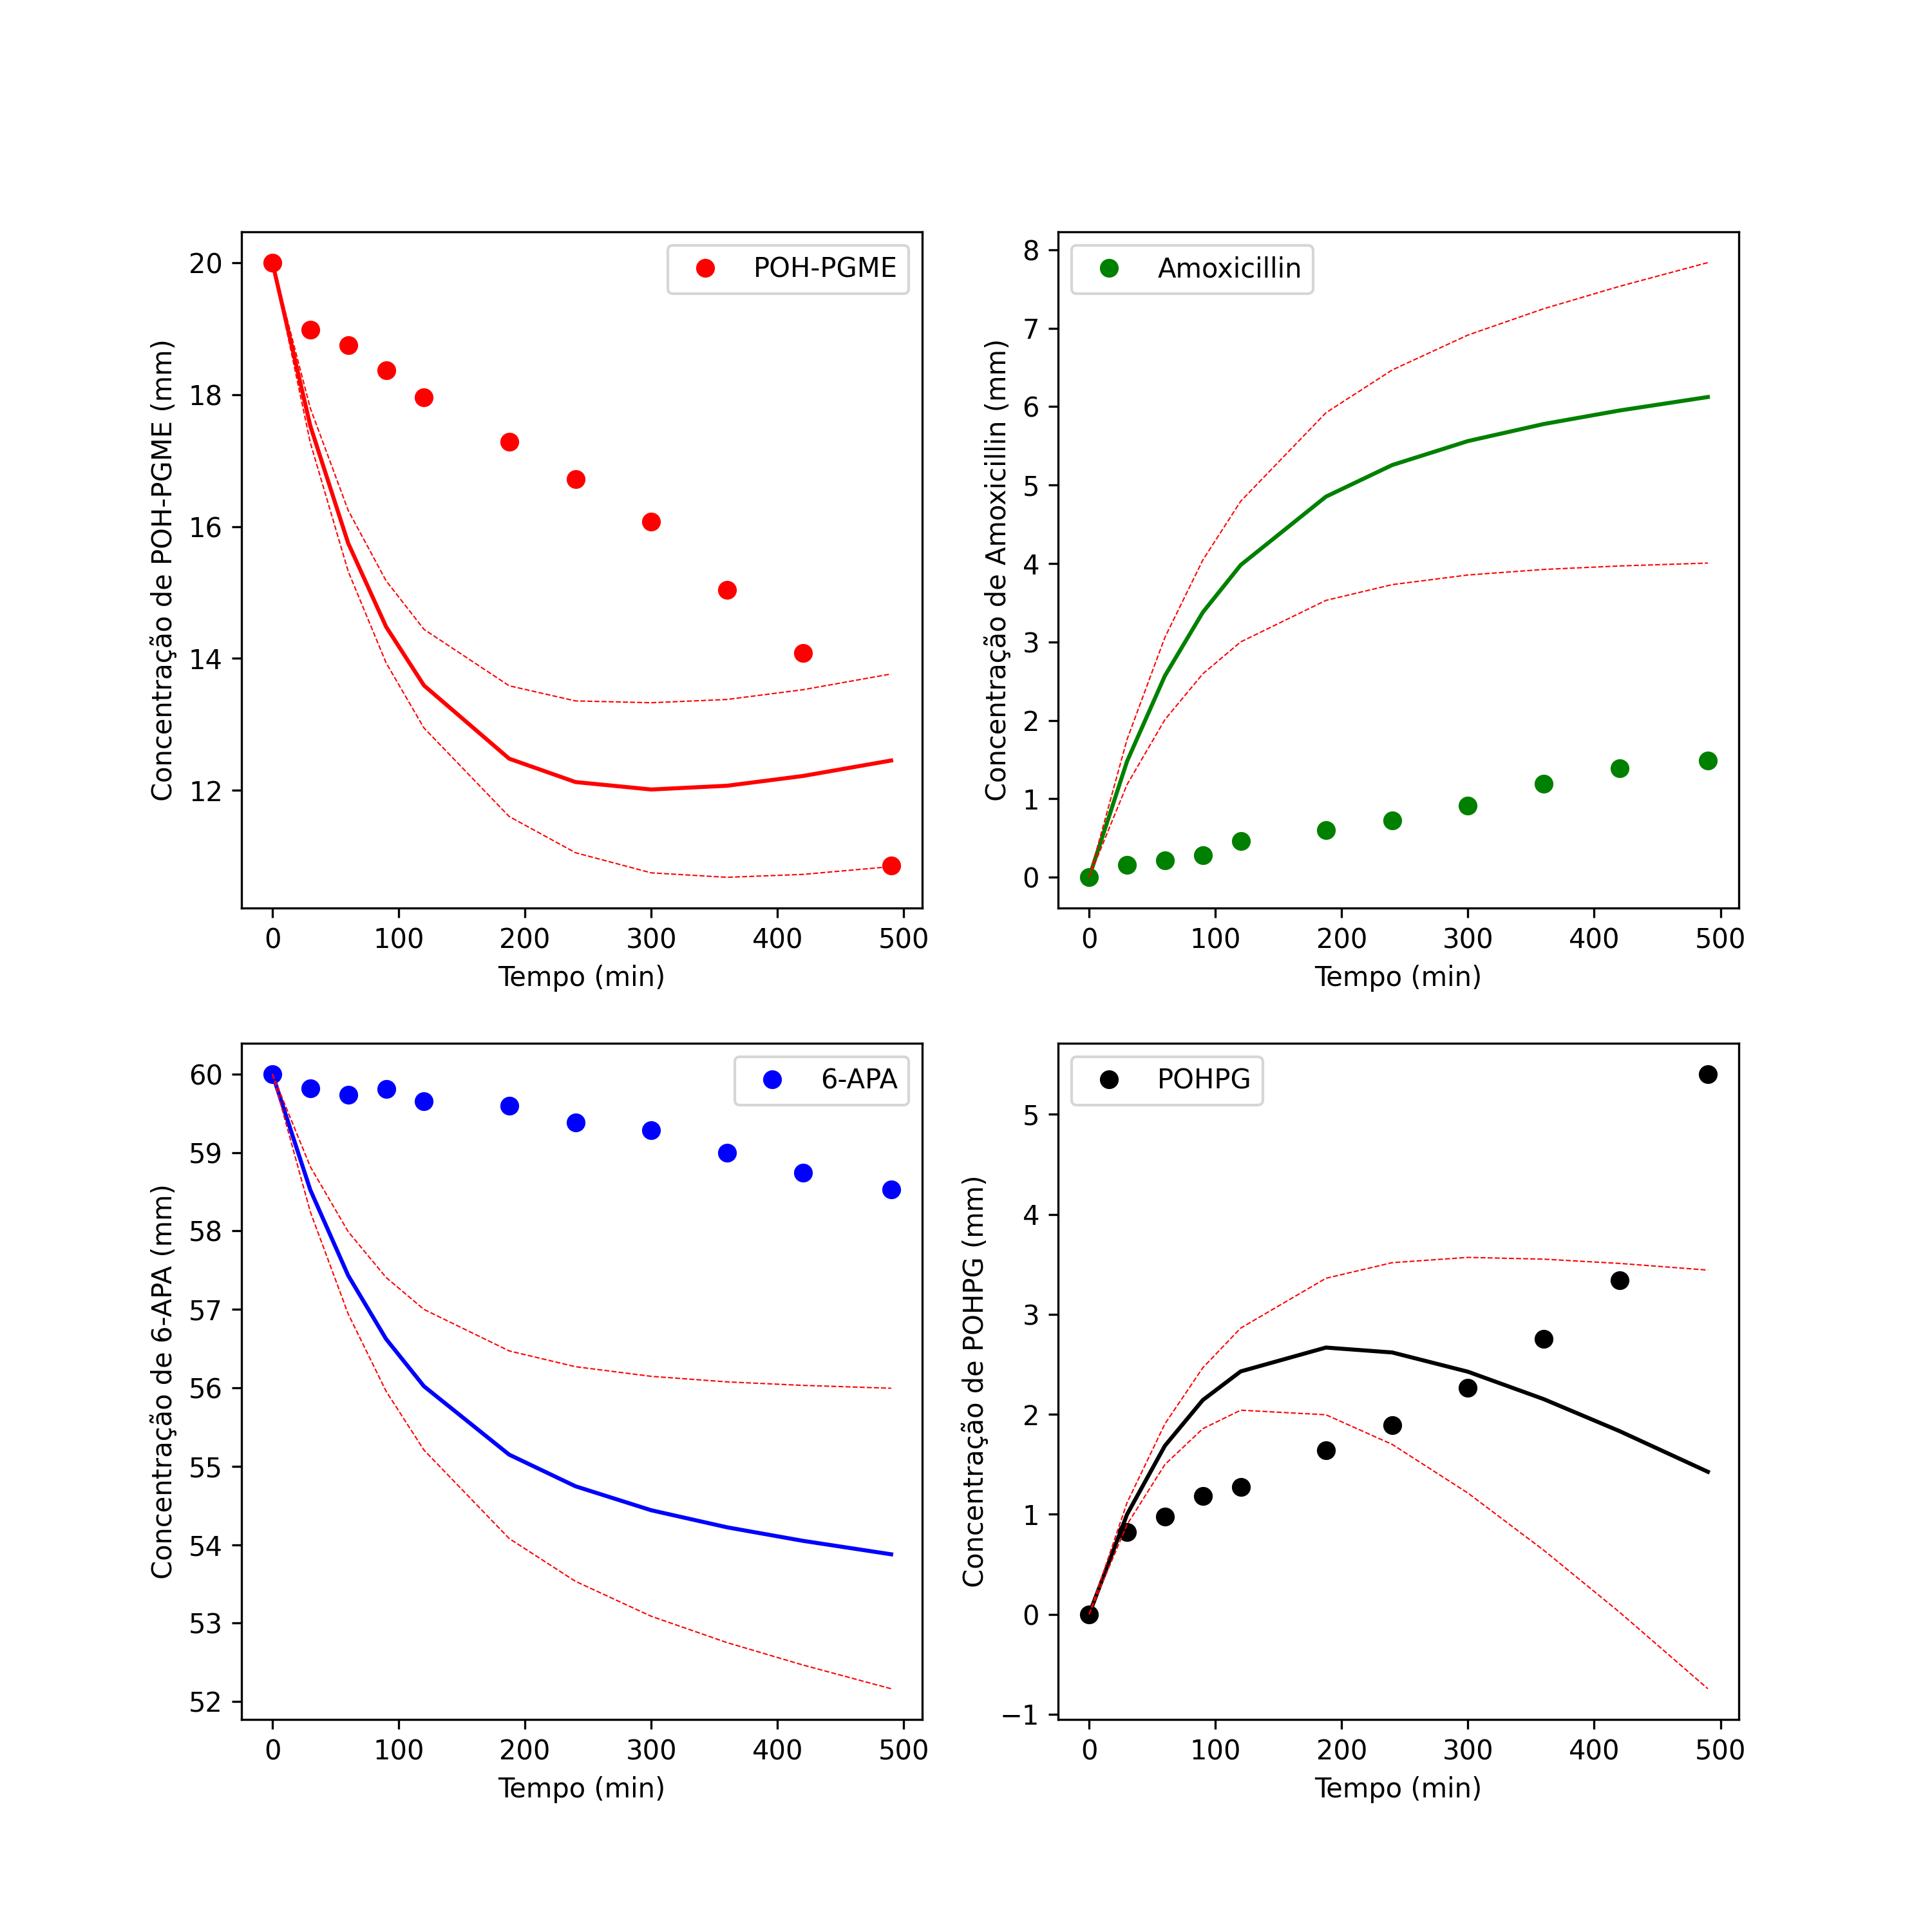 POH-PGME
20
18
16
14
12
Concentração de POH-PGME (mm)
0 100 200 300 400 500
Tempo (min)
Amoxicillin
8
7
6
5
4
3
2
1
0
Concentração de Amoxicillin (mm)
0 100 200 300 400 500
Tempo (min)
6-APA
60
59
58
57
56
55
54
53
52
Concentração de 6-APA (mm)
0 100 200 300 400 500
Tempo (min)
POHPG
5
4
3
2
1
0
−1
Concentração de POHPG (mm)
0 100 200 300 400 500
Tempo (min)